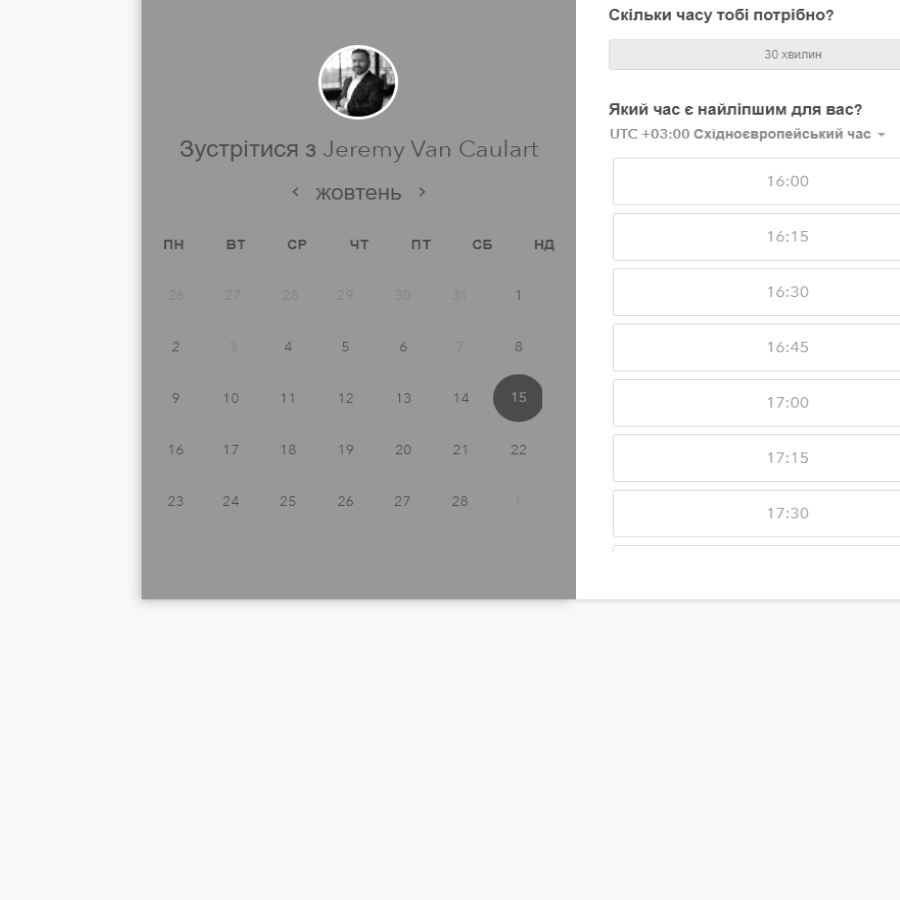 Зустрітися з Jeremy Van Caulart
жовтень
ПН ВТ СР ЧТ ПТ СБ НД
26 27 28 29 30 31 1
2 3 4 5 6 7 8
9 10 11 12 13 14 15
16 17 18 19 20 21 22
23 24 25 26 27 28 1
Скільки часу тобі потрібно?
30 хвилин
Який час є найліпшим для вас?
UTC +03:00 Східноєвропейський час
16:00
16:15
16:30
16:45
17:00
17:15
17:30